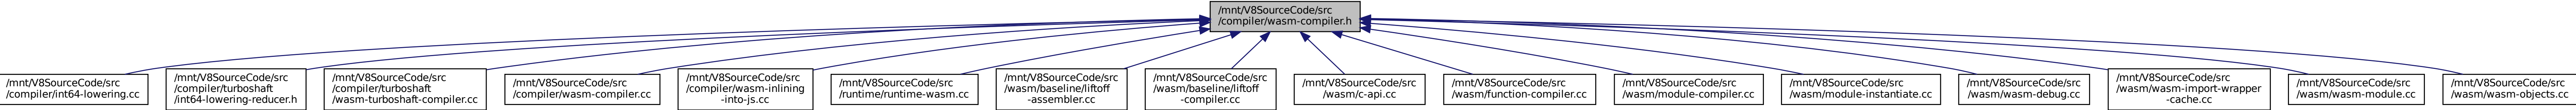 /mnt/V8SourceCode/src
/compiler/wasm-compiler.h
/mnt/V8SourceCode/src
/compiler/int64-lowering.cc
/mnt/V8SourceCode/src
/compiler/turboshaft
/int64-lowering-reducer.h
/mnt/V8SourceCode/src
/compiler/turboshaft
/wasm-turboshaft-compiler.cc
/mnt/V8SourceCode/src
/compiler/wasm-compiler.cc
/mnt/V8SourceCode/src
/compiler/wasm-inlining
-into-js.cc
/mnt/V8SourceCode/src
/runtime/runtime-wasm.cc
/mnt/V8SourceCode/src
/wasm/baseline/liftoff
-assembler.cc
/mnt/V8SourceCode/src
/wasm/baseline/liftoff
-compiler.cc
/mnt/V8SourceCode/src
/wasm/c-api.cc
/mnt/V8SourceCode/src
/wasm/function-compiler.cc
/mnt/V8SourceCode/src
/wasm/module-compiler.cc
/mnt/V8SourceCode/src
/wasm/module-instantiate.cc
/mnt/V8SourceCode/src
/wasm/wasm-debug.cc
/mnt/V8SourceCode/src
/wasm/wasm-import-wrapper
-cache.cc
/mnt/V8SourceCode/src
/wasm/wasm-module.cc
/mnt/V8SourceCode/src
/wasm/wasm-objects.cc